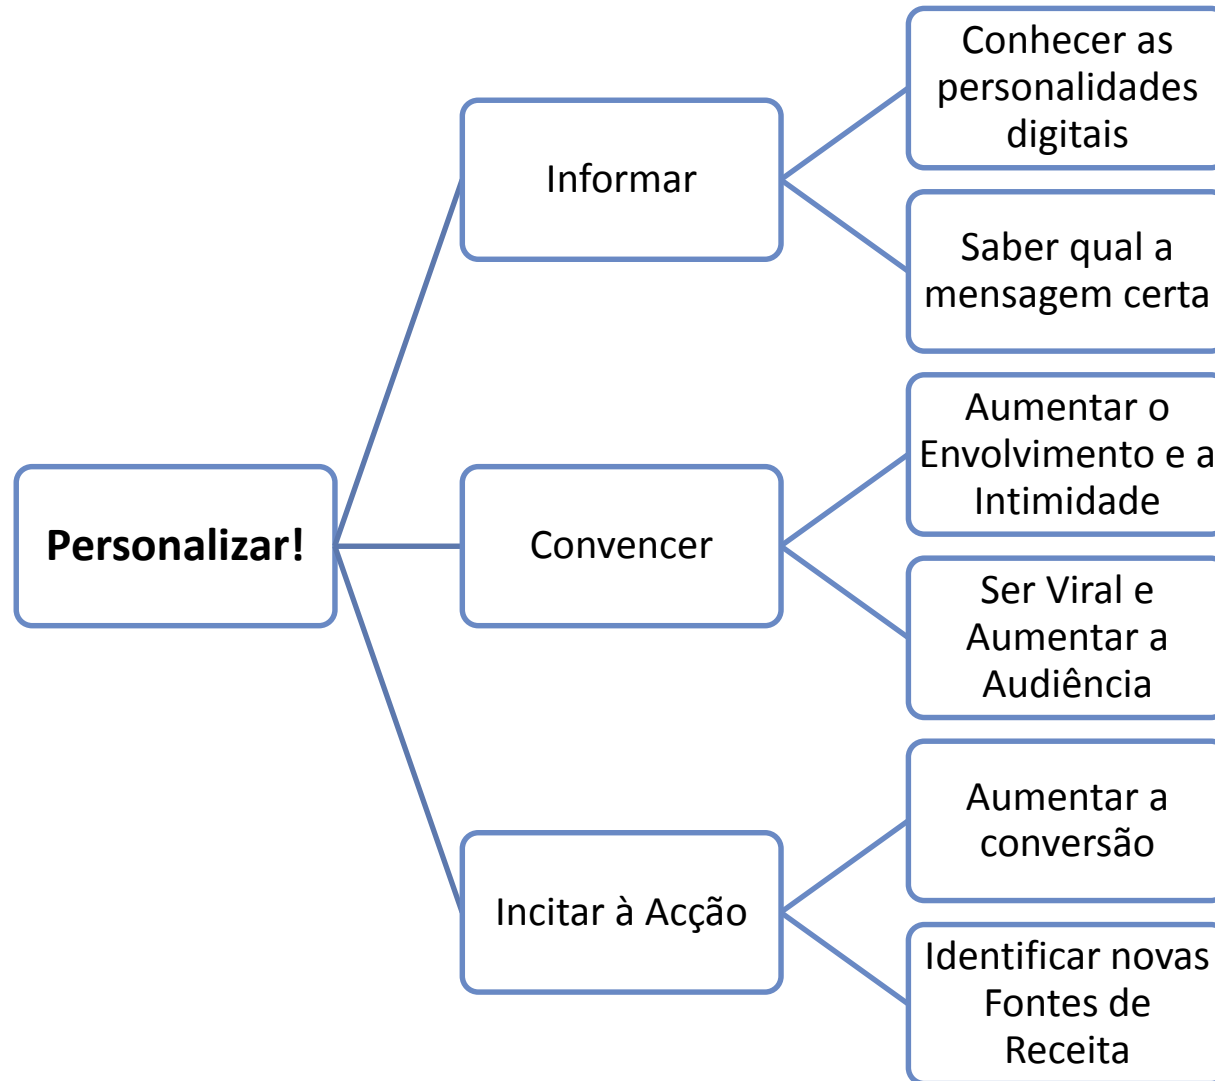 Personalizar!
Informar
Conhecer as
personalidades
digitais
Saber qual a
mensagem certa
Convencer
Aumentar o
Envolvimento e a
Intimidade
Ser Viral e
Aumentar a
Audiência
Incitar à Acção
Aumentar a
conversão
Identificar novas
Fontes de
Receita